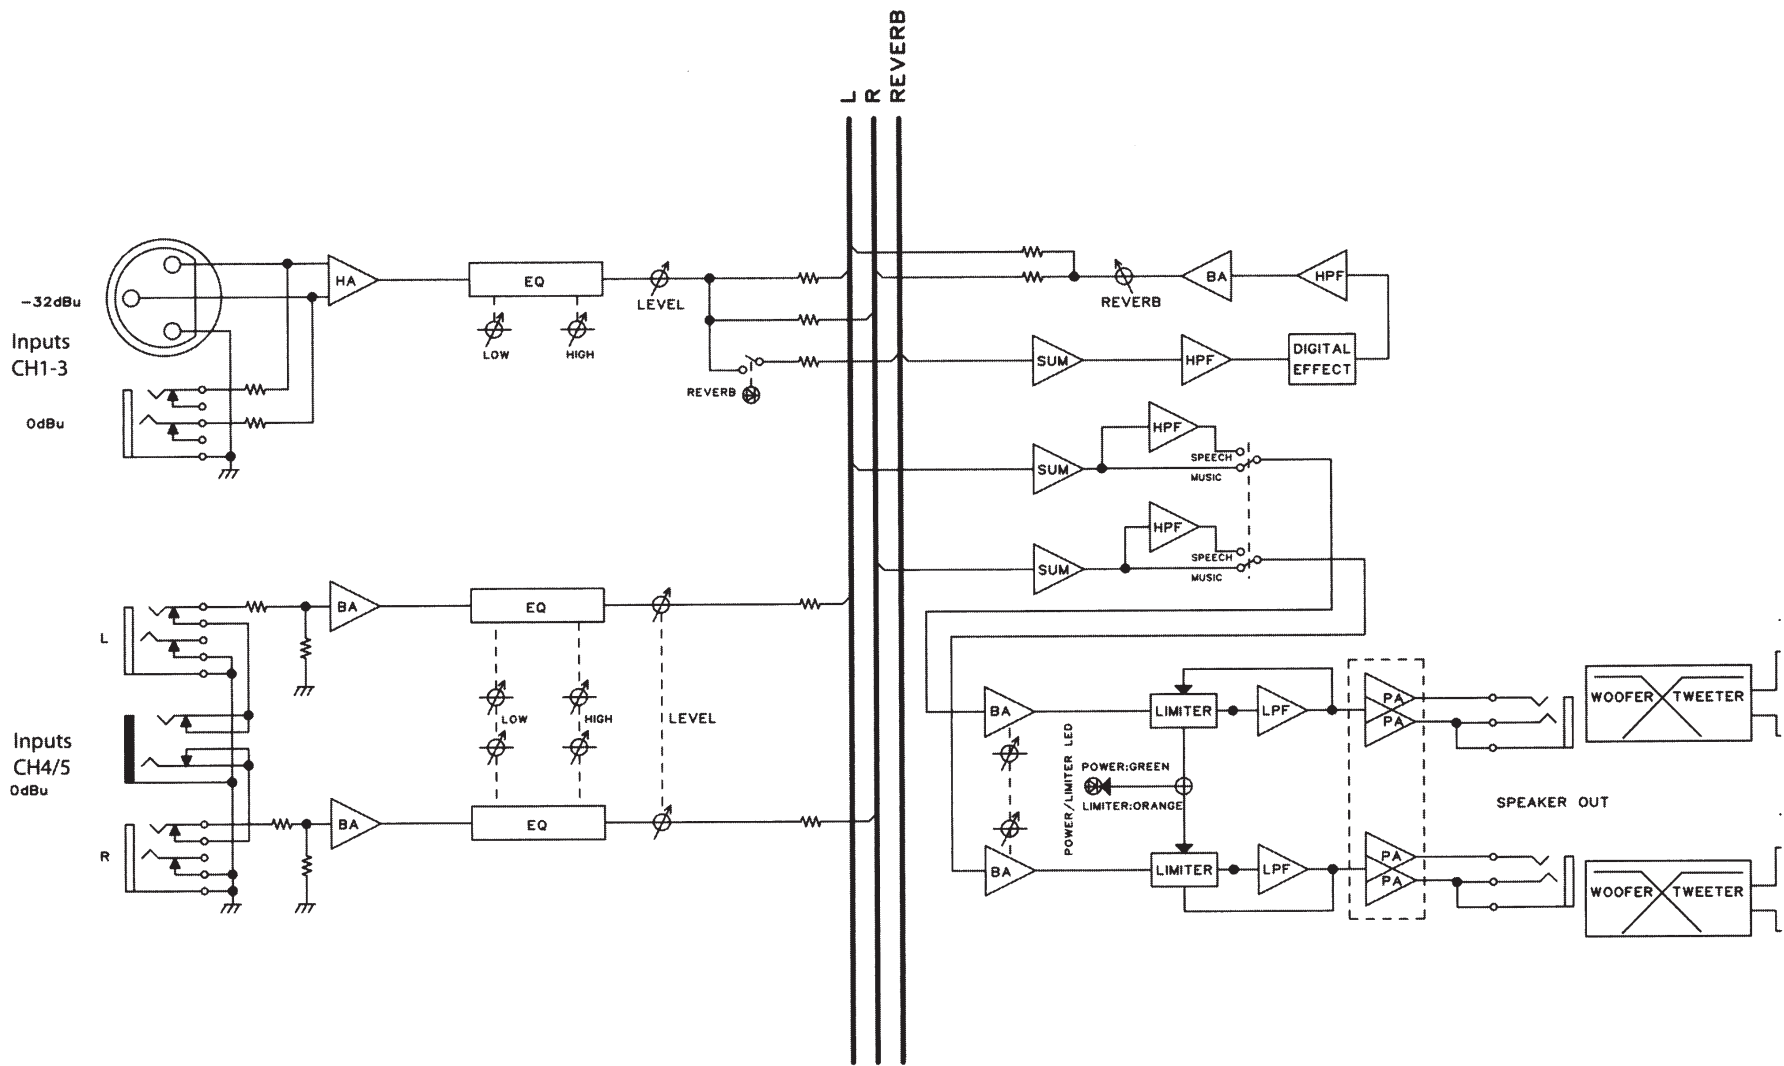 L
R
REVERB
-32dBu
Inputs
CH1-3
0dBu
HA
EQ
LOW
HIGH
LEVEL
REVERB
REVERB
BA
HPF
SUM
HPF
DIGITAL
EFFECT
SUM
HPF
SPEECH
MUSIC
SUM
HPF
SPEECH
MUSIC
L
BA
EQ
Inputs
CH4/5
0dBu
LOW
HIGH
LEVEL
R
BA
EQ
BA
LIMITER
LPF
PA
PA
WOOFER
TWEETER
POWER/LIMITER LED
POWER:GREEN
LIMITER:ORANGE
SPEAKER OUT
BA
LIMITER
LPF
PA
PA
WOOFER
TWEETER